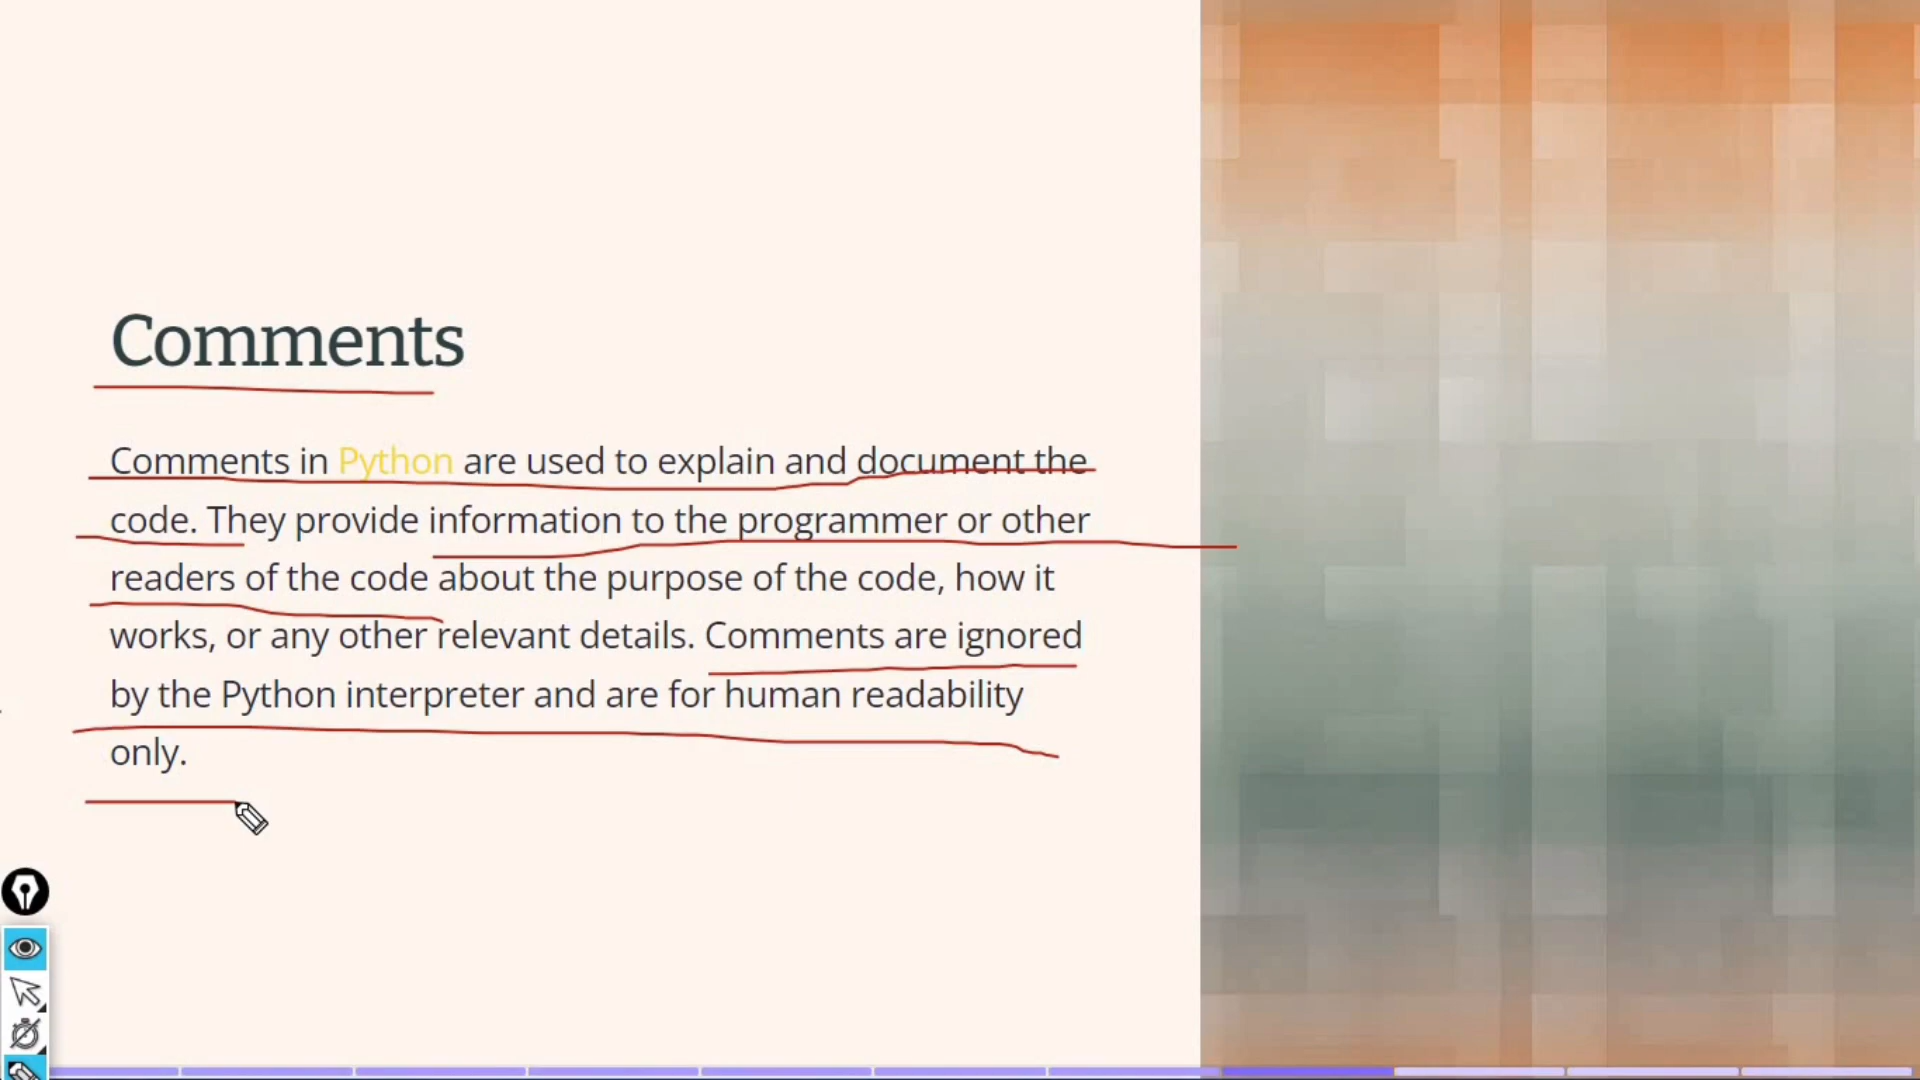 Comments
Comments in Python are used to explain and document the
code. They provide information to the programmer or other
readers of the code about the purpose of the code, how it
works, or any other relevant details. Comments are ignored
by the Python interpreter and are for human readability
only.